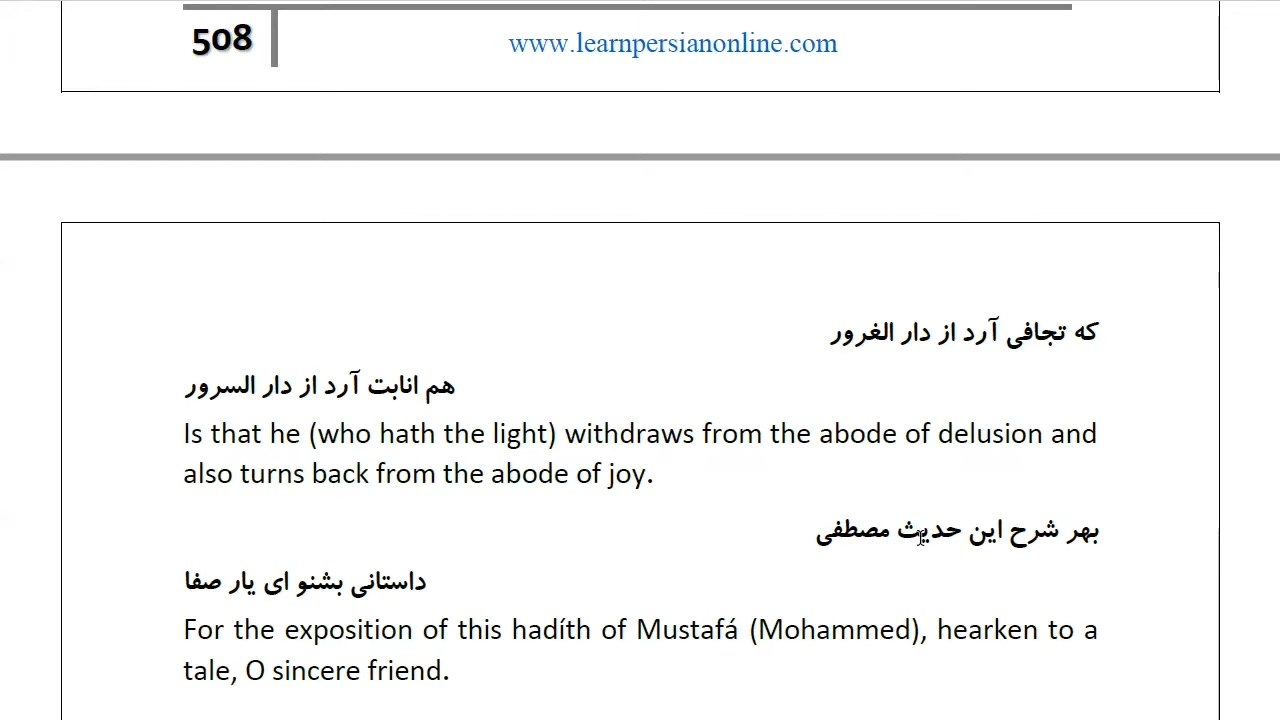 508
www.learnpersianonline.com
که تجافی آرد از دار الغرور
هم انابت آرد از دار السرور
Is that he (who hath the light) withdraws from the abode of delusion and
also turns back from the abode of joy.
بهر شرح این حدیث مصطفی
داستانی بشنو ای یار صفا
For the exposition of this hadíth of Mustafá (Mohammed), hearken to a
tale, O sincere friend.